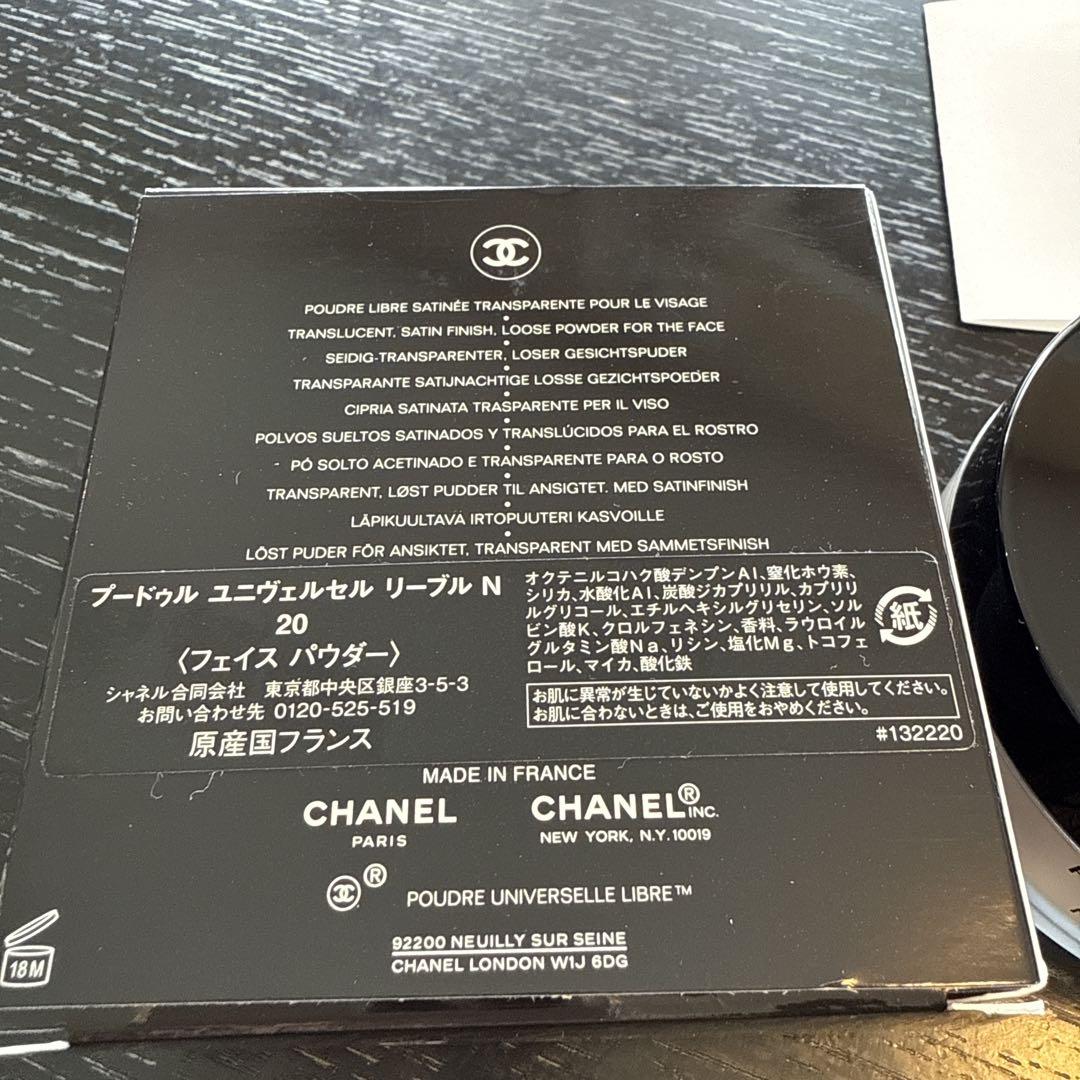 POUDRE LIBRE SATINÉE TRANSPARENTE POUR LE VISAGE
•
TRANSLUCENT, SATIN FINISH, LOOSE POWDER FOR THE FACE
•
SEIDIG-TRANSPARENTER, LOSER GESICHTSPUDER
•
TRANSPARANTE SATIJNACHTIGE LOSSE GEZICHTSPOEDER
•
CIPRIA SATINATA TRASPARENTE PER IL VISO
•
POLVOS SUELTOS SATINADOS Y TRANSLÚCIDOS PARA EL ROSTRO
•
PÓ SOLTO ACETINADO E TRANSPARENTE PARA O ROSTO
•
TRANSPARENT, LØST PUDDER TIL ANSIGTET. MED SATINFINISH
•
LÄPIKUULTAVA IRTOPUUTERI KASVOILLE
•
LÖST PUDER FÖR ANSIKTET, TRANSPARENT MED SAMMETSFINISH
プードゥル ユニヴェルセル リーブル N
20
〈フェイス パウダー〉
シャネル合同会社 東京都中央区銀座3-5-3
お問い合わせ先 0120-525-519
原産国フランス
オクテニルコハク酸デンプンAl、窒化ホウ素、
シリカ、水酸化Al、炭酸ジカプリリル、カプリリ
ルグリコール、エチルヘキシルグリセリン、ソル
ビン酸K、クロルフェネシン、香料、ラウロイル
グルタミン酸Na、リシン、塩化Mg、トコフェ
ロール、マイカ、酸化鉄
紙
お肌に異常が生じていないかよく注意して使用してください。
お肌に合わないときは、ご使用をおやめください。
#132220
MADE IN FRANCE
CHANEL
PARIS
CHANEL® INC.
NEW YORK, N.Y. 10019
® POUDRE UNIVERSELLE LIBRE™
92200 NEUILLY SUR SEINE
CHANEL LONDON W1J 6DG
18M